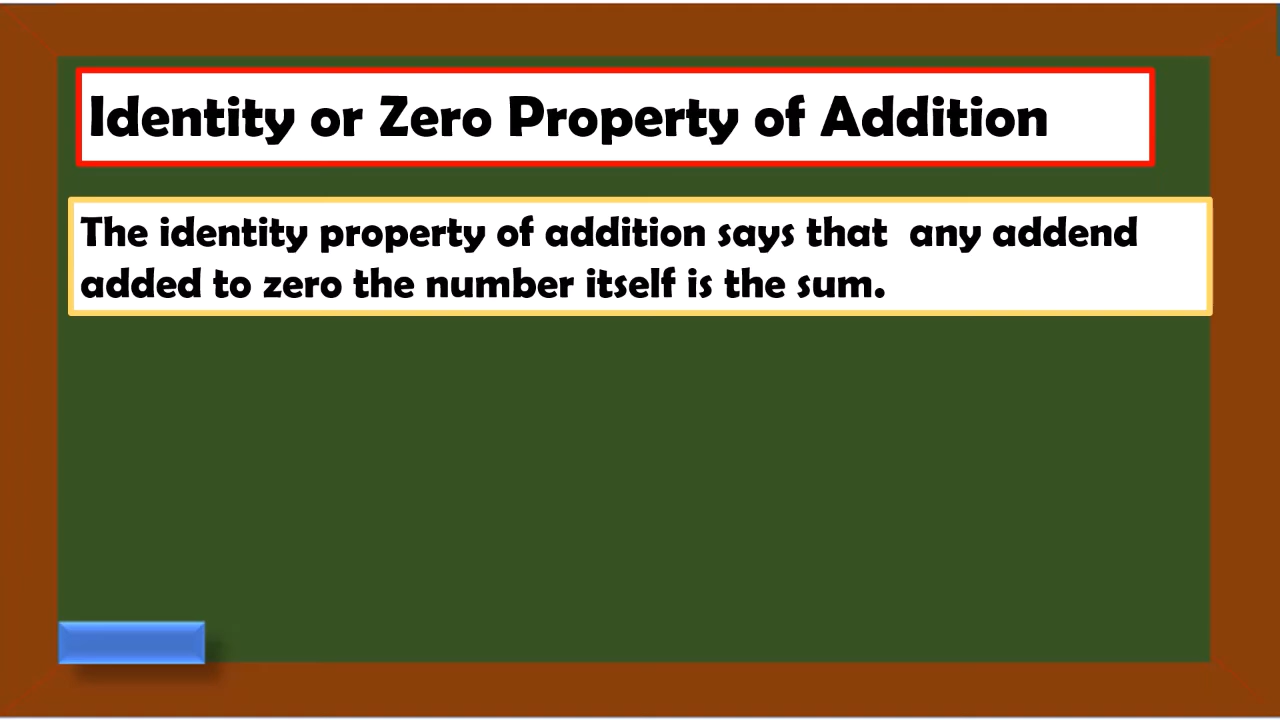 Identity or Zero Property of Addition
The identity property of addition says that any addend
added to zero the number itself is the sum.